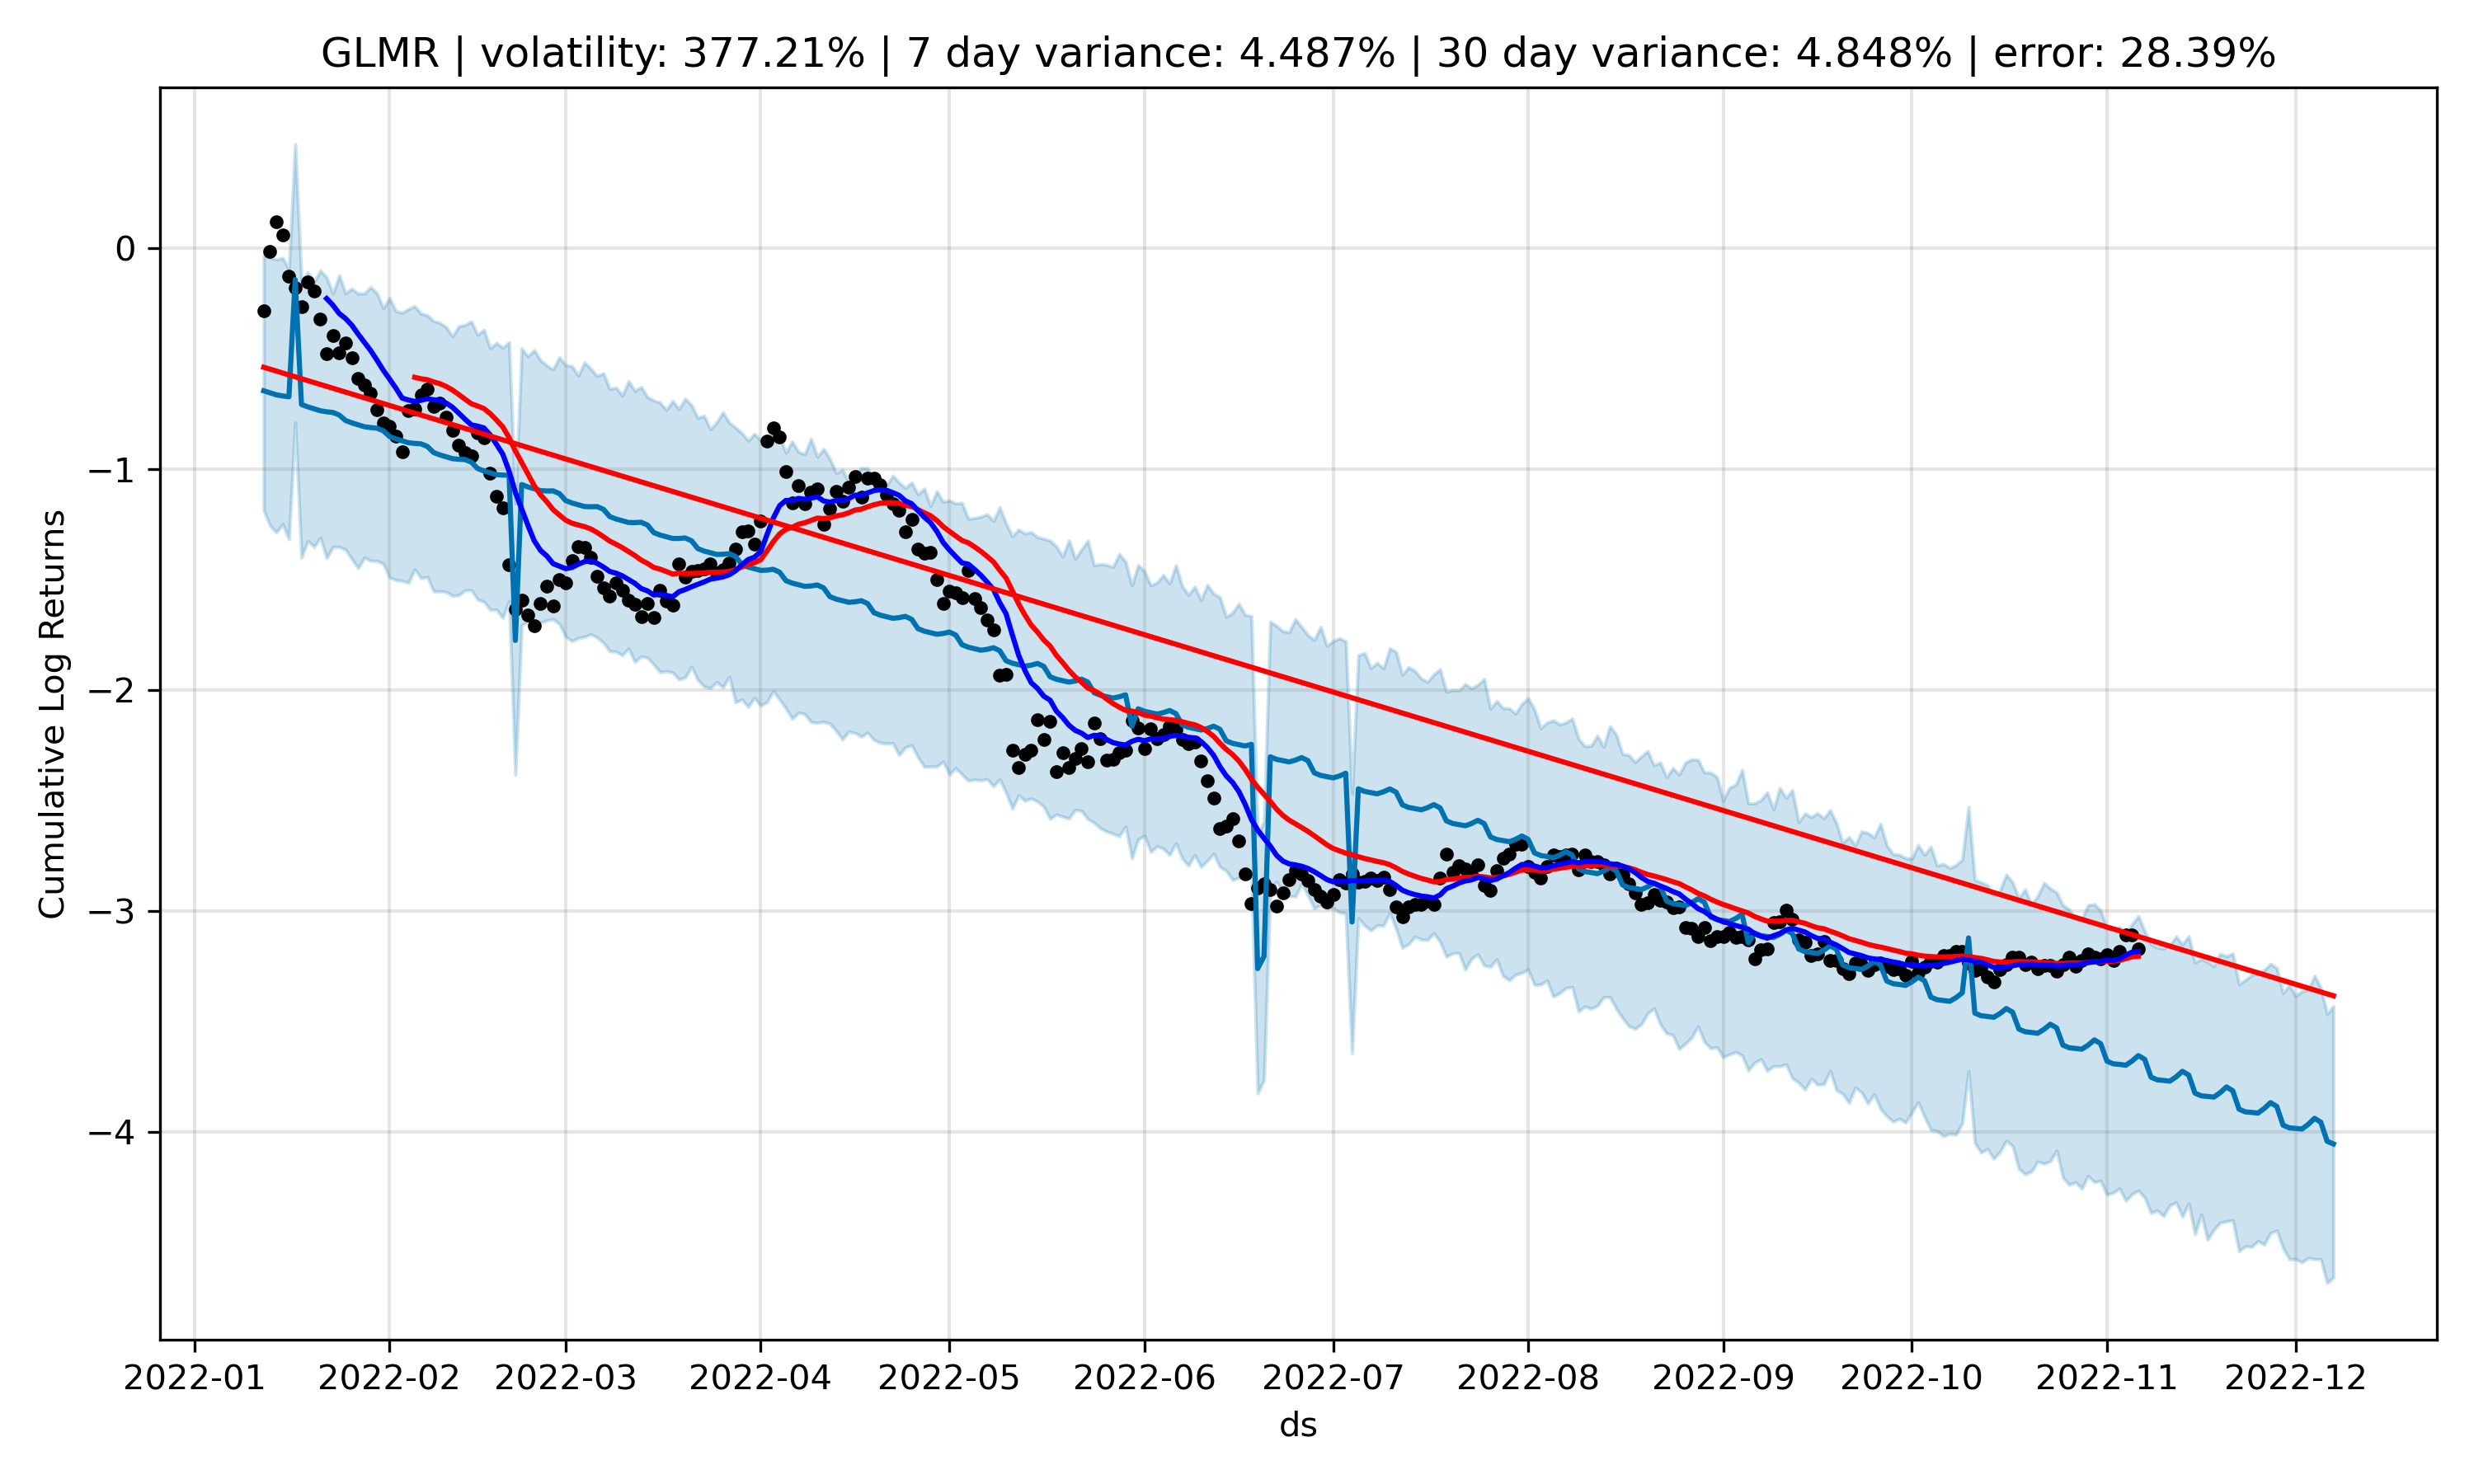 GLMR | volatility: 377.21% | 7 day variance: 4.487% | 30 day variance: 4.848% | error: 28.39%
Cumulative Log Returns
0
−1
−2
−3
−4
2022-01 2022-02 2022-03 2022-04 2022-05 2022-06 2022-07 2022-08 2022-09 2022-10 2022-11 2022-12
ds